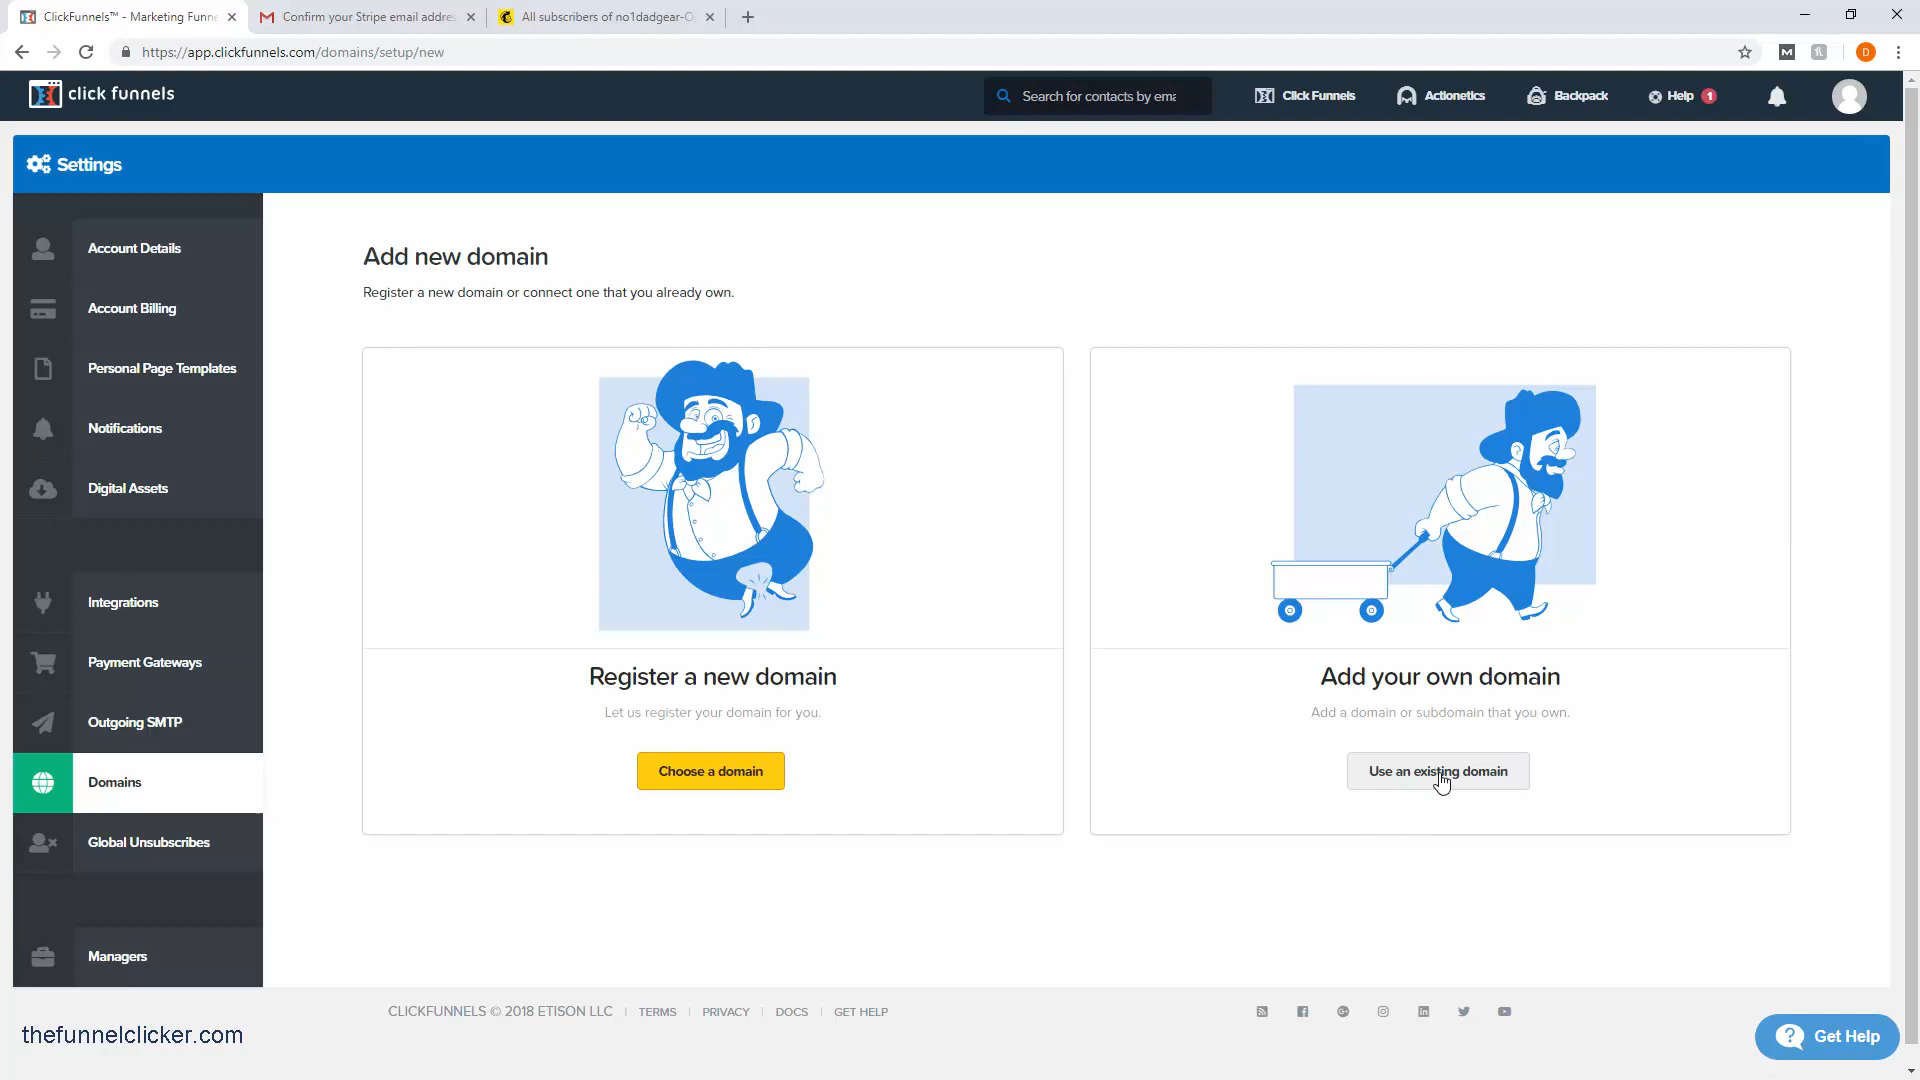 ClickFunnels™ - Marketing Funne
Confirm your Stripe email addres
All subscribers of no1dadgear-O
https://app.clickfunnels.com/domains/setup/new
M
D
click funnels
Search for contacts by ema
Click Funnels
Actionetics
Backpack
Help 1
Settings
Account Details
Account Billing
Personal Page Templates
Notifications
Digital Assets
Integrations
Payment Gateways
Outgoing SMTP
Domains
Global Unsubscribes
Managers
Add new domain
Register a new domain or connect one that you already own.
Register a new domain
Let us register your domain for you.
Choose a domain
Add your own domain
Add a domain or subdomain that you own.
Use an existing domain
CLICKFUNNELS © 2018 ETISON LLC | TERMS | PRIVACY | DOCS | GET HELP
thefunnelclicker.com
? Get Help